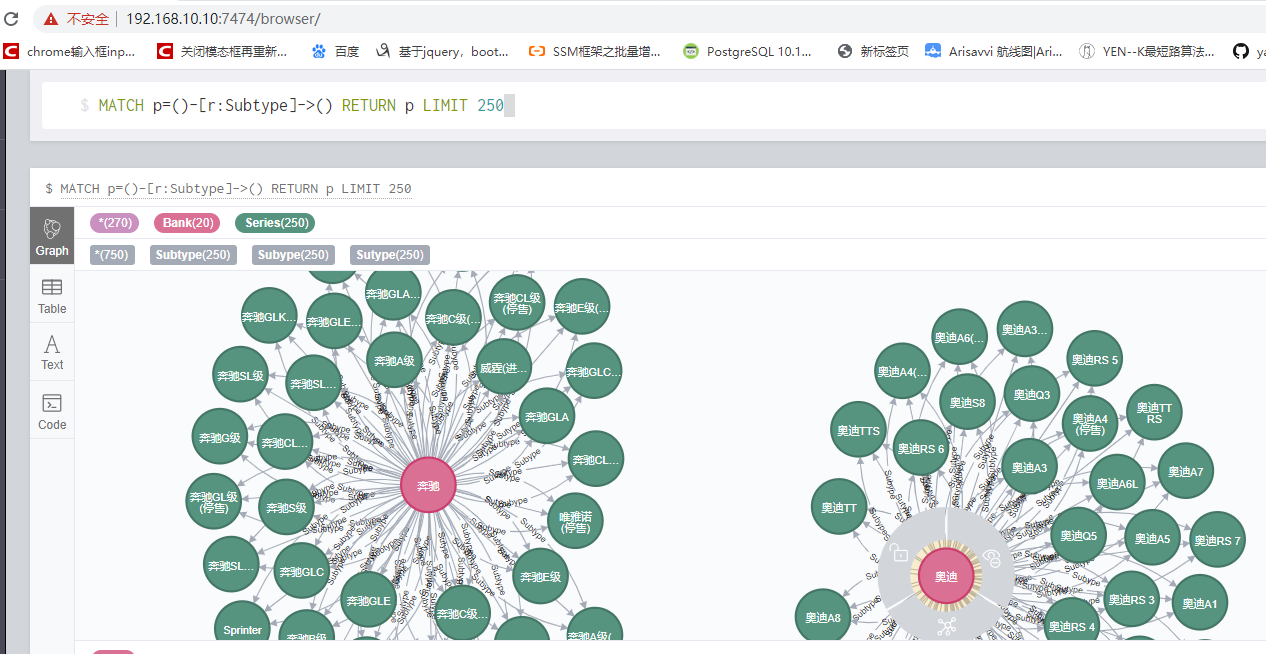 不安全 | 192.168.10.10:7474/browser/
chrome输入框inp... 关闭模态框再重新... 百度 基于jquery，boot... SSM框架之批量增... PostgreSQL 10.1... 新标签页 Arisavvi 航线图|Ari... YEN--K最短路算法... ya
$ MATCH p=()-[r:Subtype]->() RETURN p LIMIT 250
$ MATCH p=()-[r:Subtype]->() RETURN p LIMIT 250
*(270) Bank(20) Series(250)
*(750) Subtype(250) Subype(250) Sutype(250)
Graph
Table
Text
Code
奔驰GLA...
奔驰GLK...
奔驰GLE...
奔驰C级(...
奔驰CL级
(停售)
奔驰E级(...
奔驰A级
威霆(进...
奔驰GLC...
奔驰SL级
奔驰SL...
奔驰GLA
奔驰G级
奔驰CL...
奔驰CL...
奔驰
奔驰GL级
(停售)
奔驰S级
唯雅诺
(停售)
奔驰SL...
奔驰GLC
奔驰E级
奔驰GLE
奔驰C级...
Sprinter
奔驰B级
奔驰A级(...
奥迪A6(...
奥迪A3...
奥迪RS 5
奥迪A4(...
奥迪S8
奥迪Q3
奥迪A4
(停售)
奥迪TT
RS
奥迪TTS
奥迪RS 6
奥迪A3
奥迪A6L
奥迪A7
奥迪TT
奥迪Q5
奥迪A5
奥迪RS 7
奥迪
奥迪RS 3
奥迪A1
奥迪A8
奥迪RS 4
Subtype
Subype
Sutype